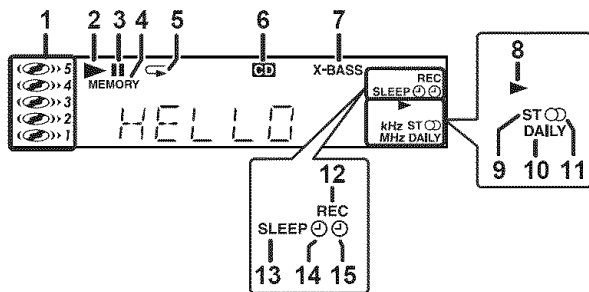 1 2 3 4 5 6 7
5
4
3
2
1
MEMORY
CD
X-BASS
REC
SLEEP
HELLO
kHz ST
MHz DAILY
8
ST
DAILY
9 10 11
12
REC
SLEEP
13 14 15